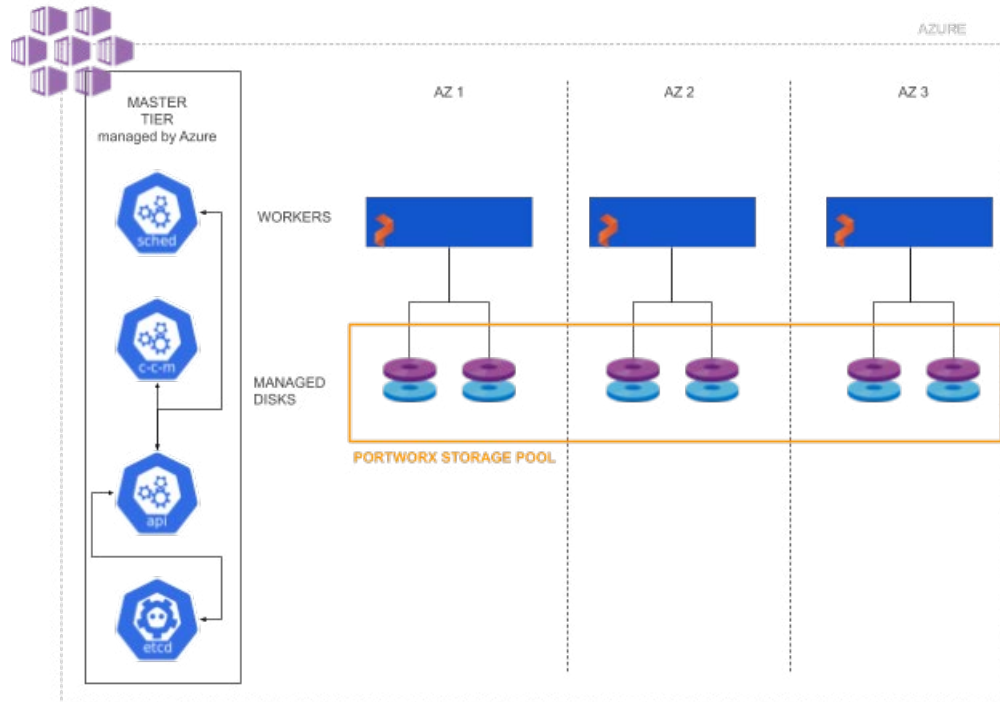 AZURE
MASTER
TIER
managed by Azure
AZ 1
AZ 2
AZ 3
sched
WORKERS
c-c-m
MANAGED
DISKS
PORTWORX STORAGE POOL
api
etcd